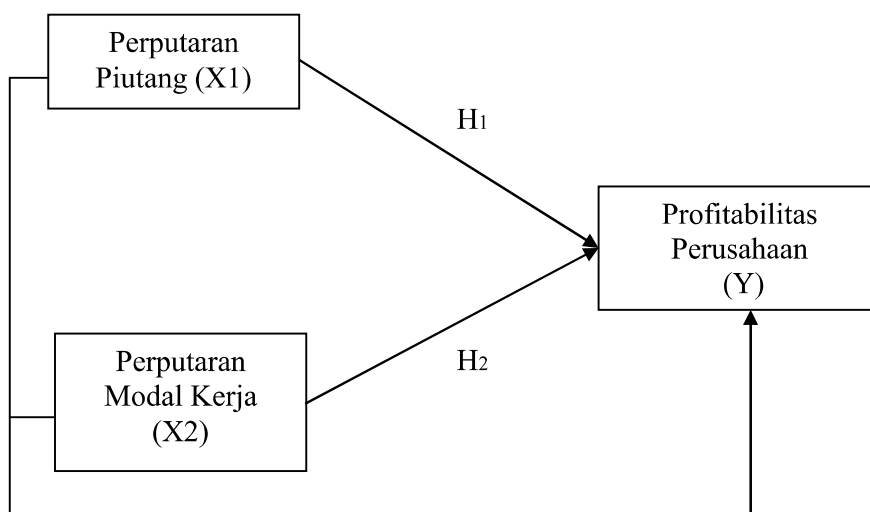 Perputaran
Piutang (X1)
H1
Profitabilitas
Perusahaan
(Y)
Perputaran
Modal Kerja
(X2)
H2